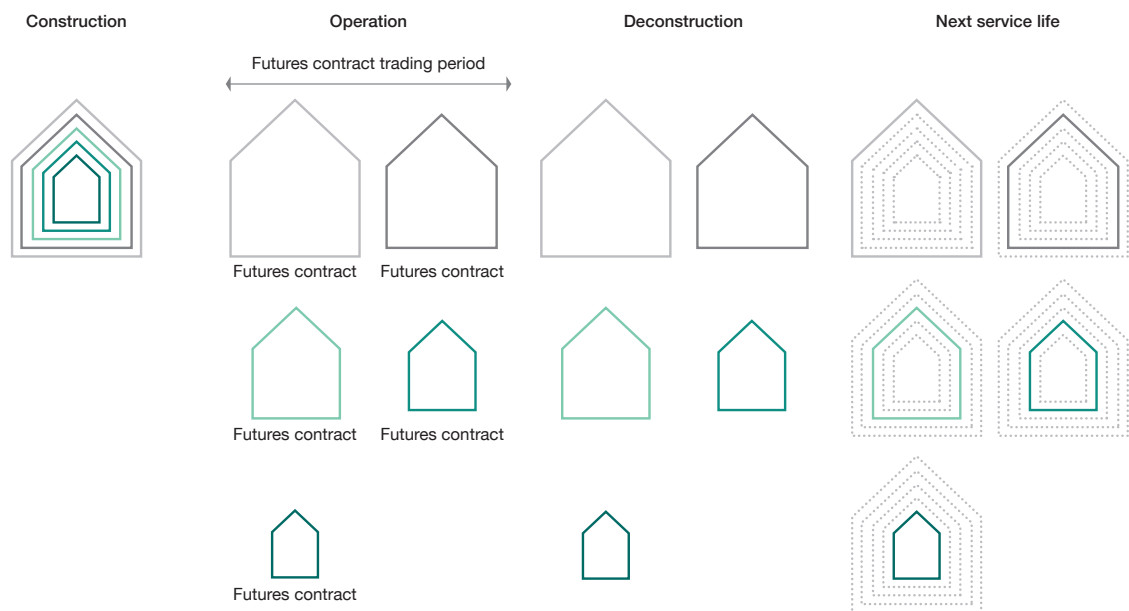 Construction
Operation
Deconstruction
Next service life
Futures contract trading period
Futures contract
Futures contract
Futures contract
Futures contract
Futures contract